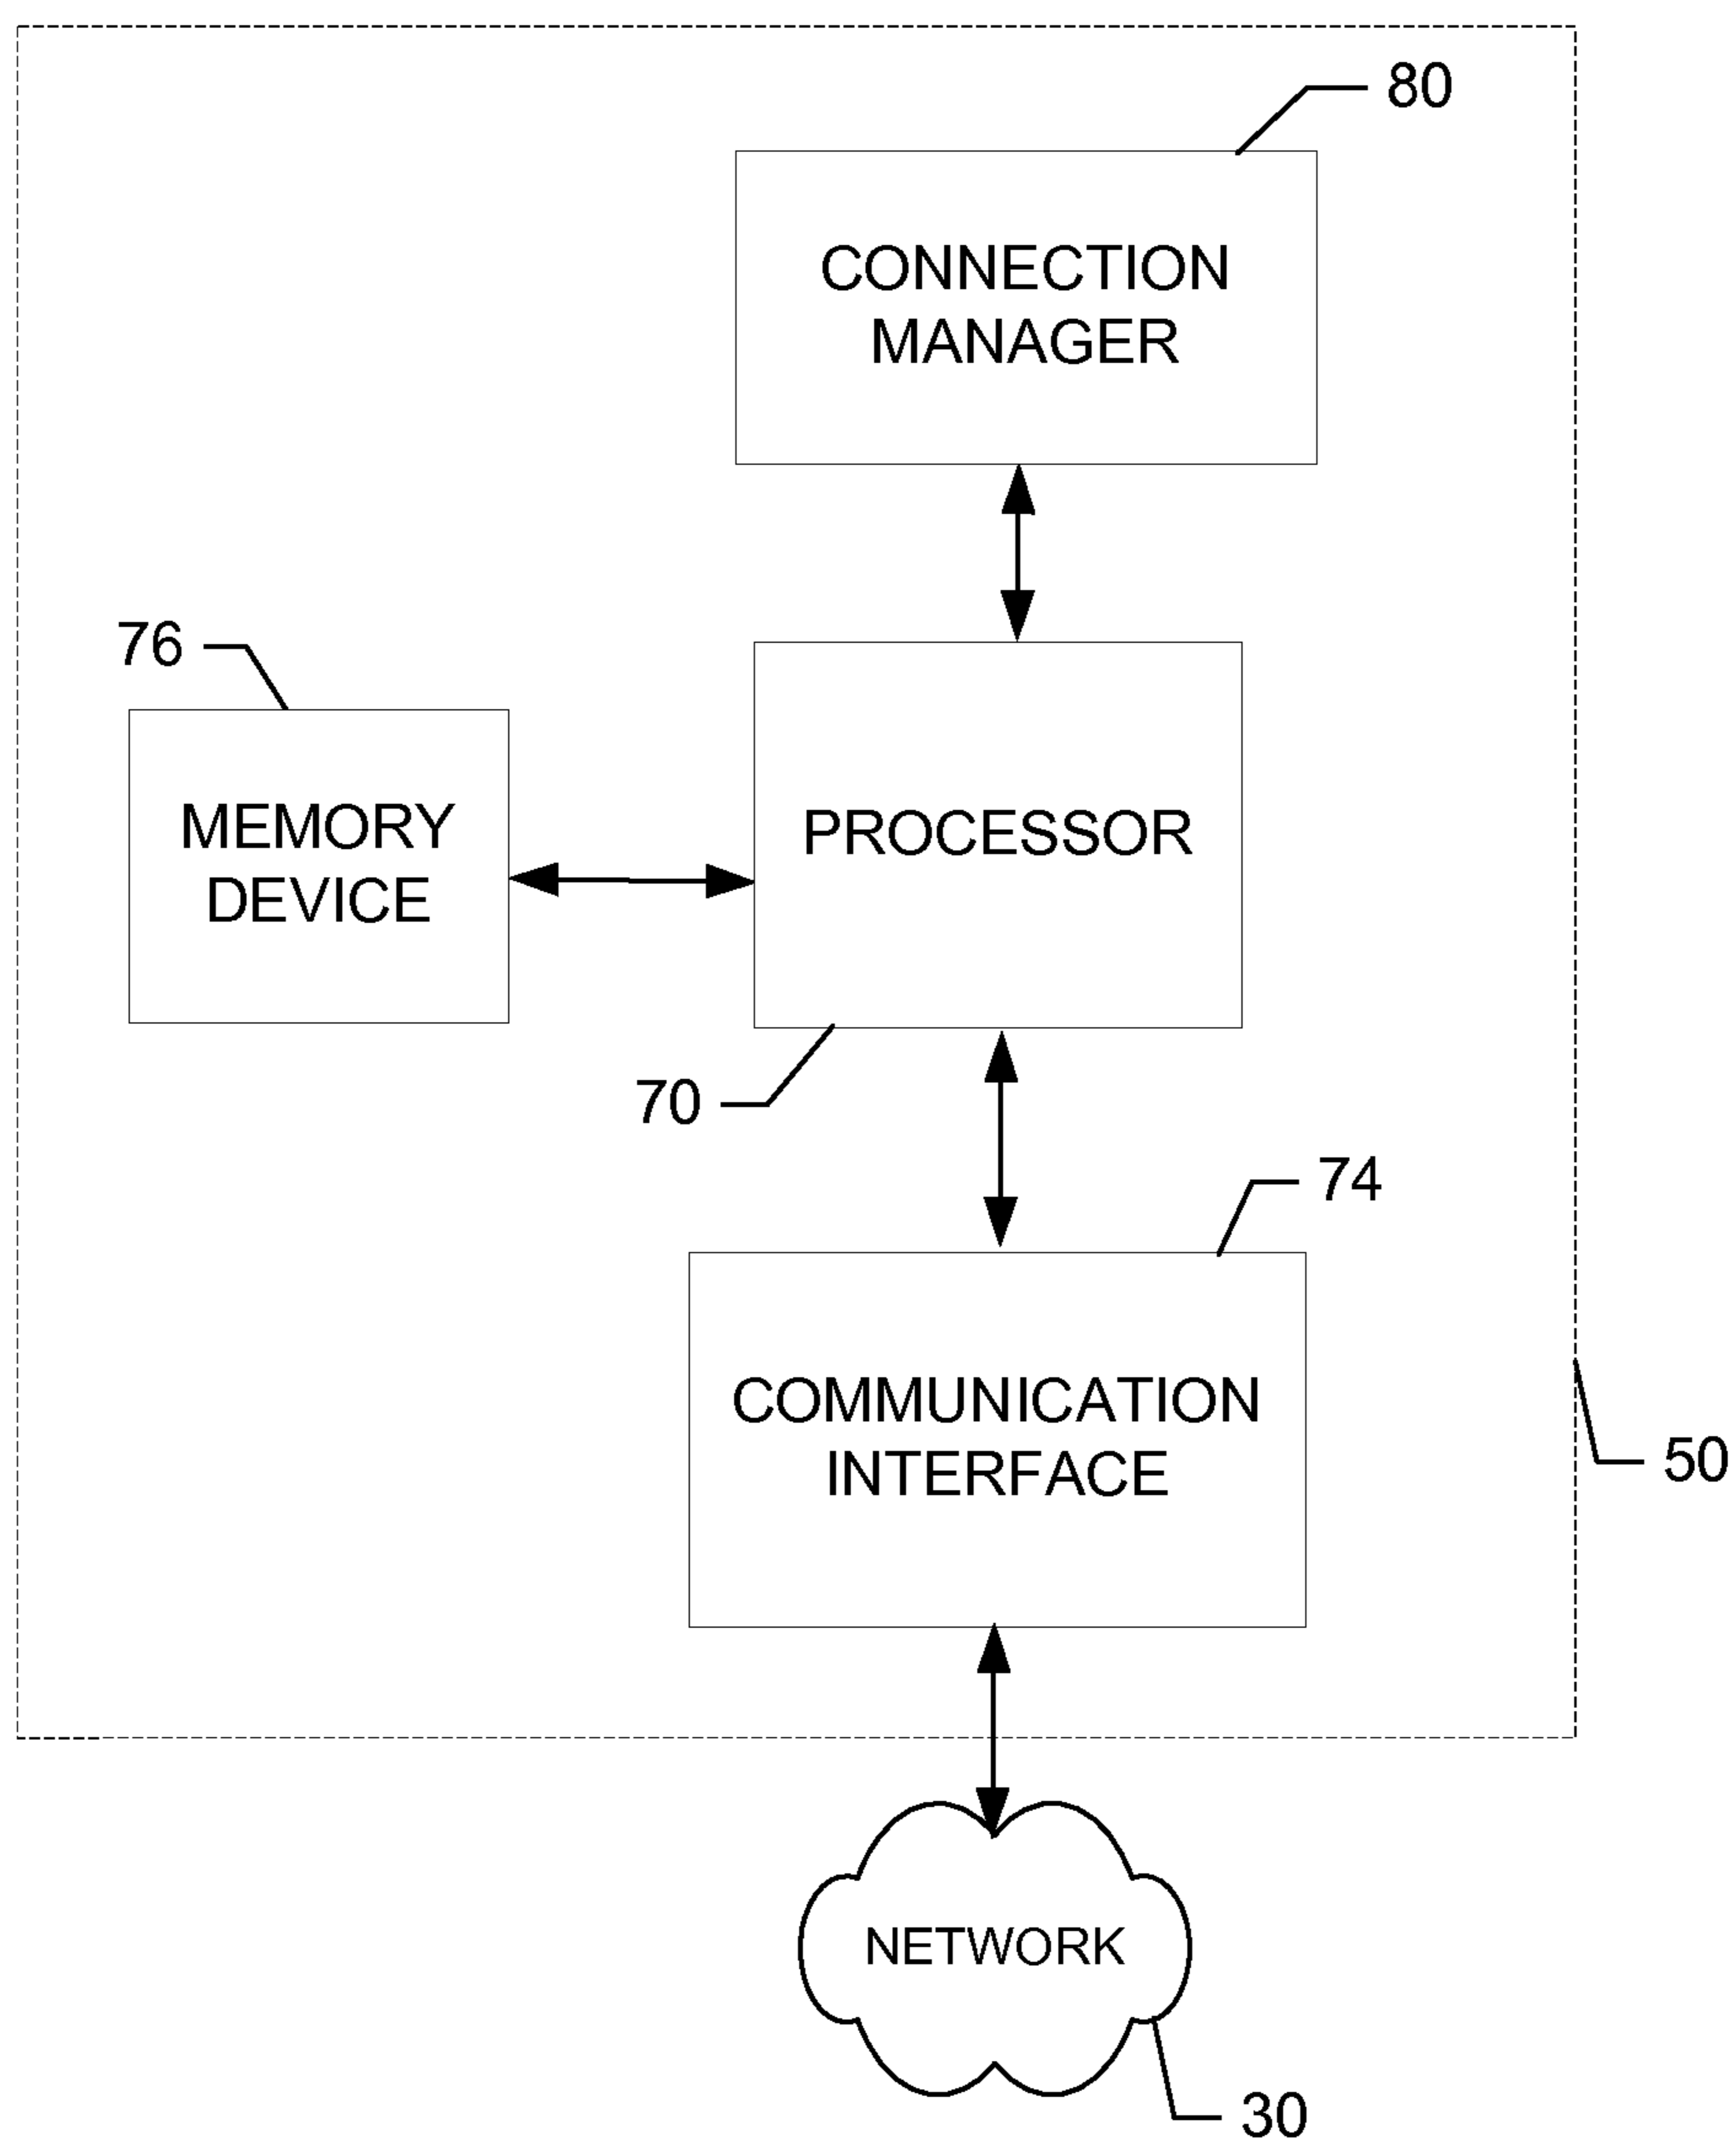 80
CONNECTION
MANAGER
76
MEMORY
DEVICE
PROCESSOR
70
74
COMMUNICATION
INTERFACE
50
NETWORK
30